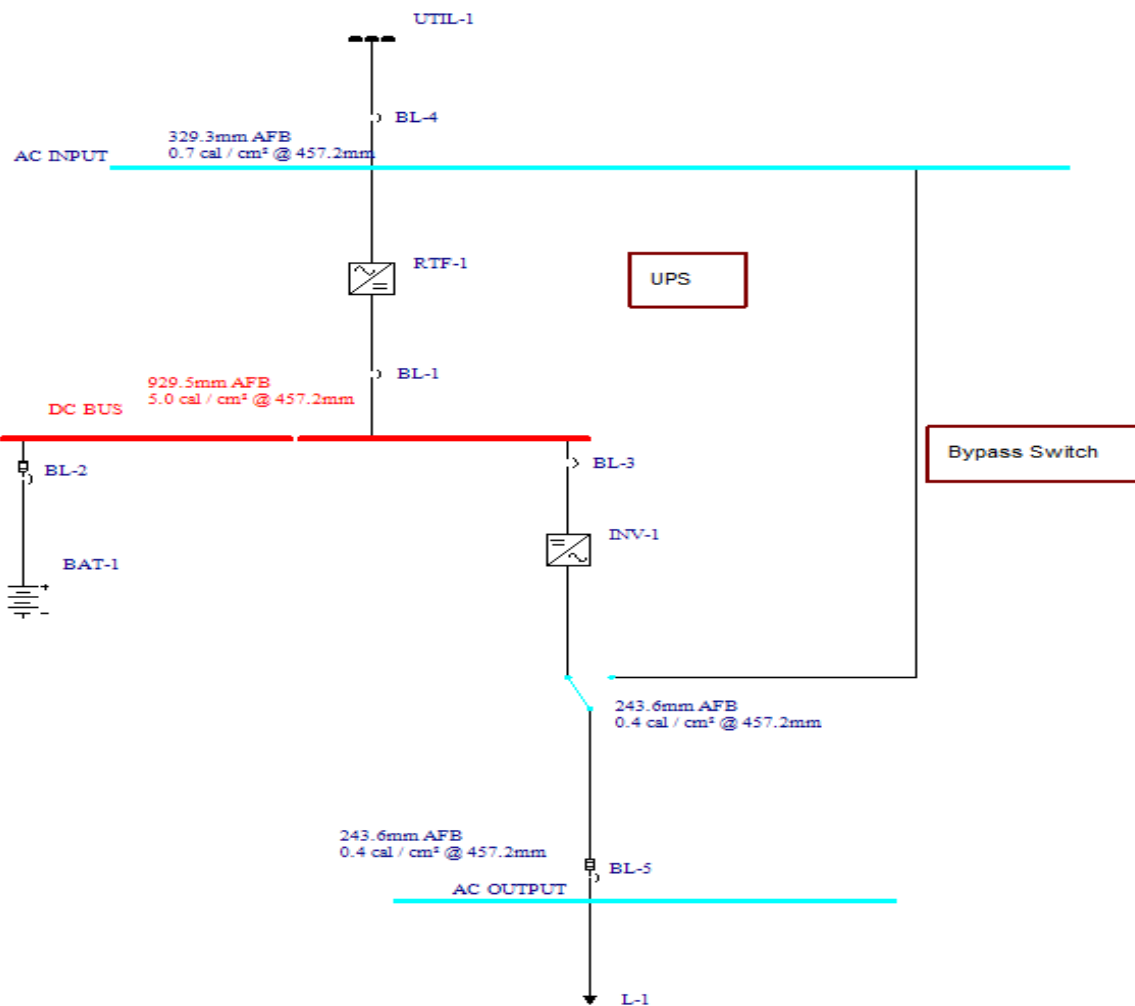 UTIL-1
BL-4
329.3mm AFB
0.7 cal / cm² @ 457.2mm
AC INPUT
RTF-1
UPS
BL-1
929.5mm AFB
5.0 cal / cm² @ 457.2mm
DC BUS
BL-2
BL-3
Bypass Switch
INV-1
BAT-1
+
-
243.6mm AFB
0.4 cal / cm² @ 457.2mm
243.6mm AFB
0.4 cal / cm² @ 457.2mm
BL-5
AC OUTPUT
L-1